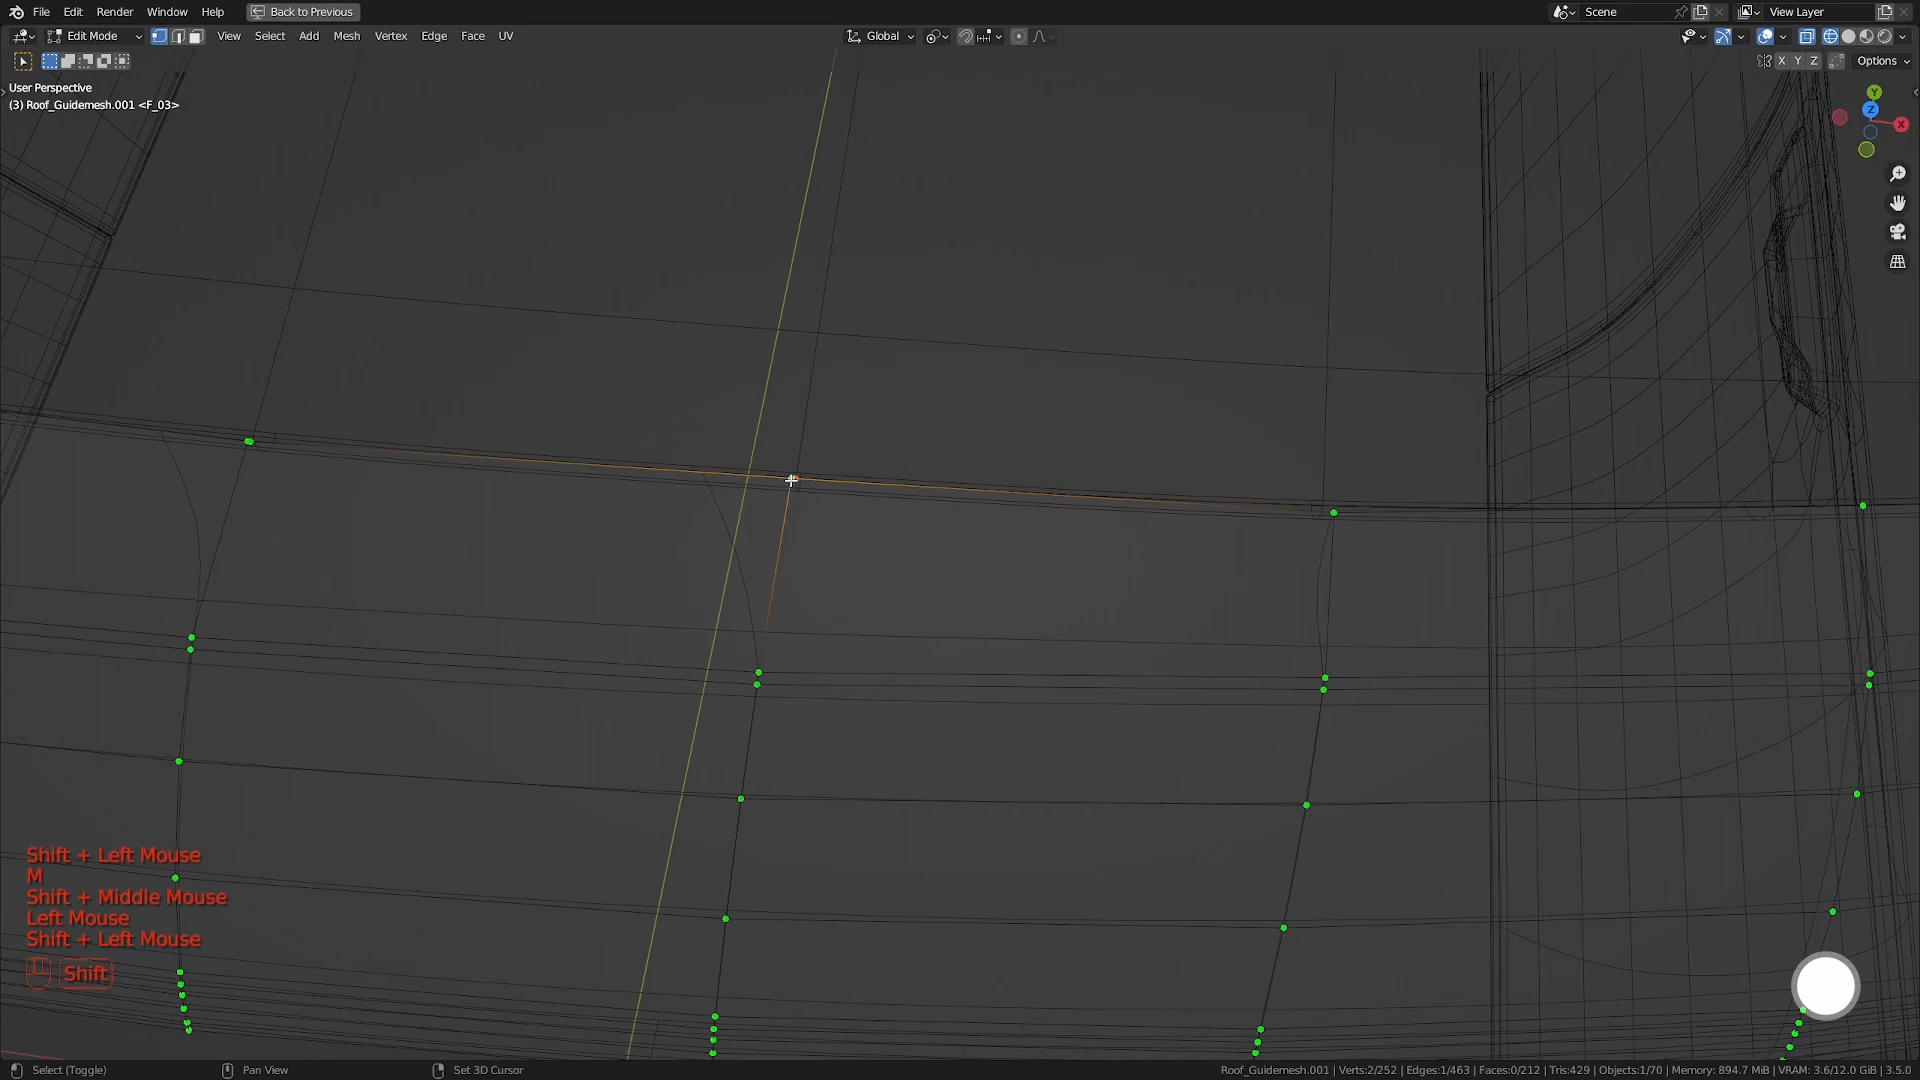 File Edit Render Window Help Back to Previous Scene View Layer
Edit Mode View Select Add Mesh Vertex Edge Face UV Global
X Y Z Options
User Perspective
(3) Roof_Guidemesh.001 <F_03>
Y
Z
X
Shift + Left Mouse
M
Shift + Middle Mouse
Left Mouse
Shift + Left Mouse
Shift
Select (Toggle) Pan View Set 3D Cursor Roof_Guidemesh.001 | Verts:2/252 | Edges:1/463 | Faces:0/212 | Tris:429 | Objects:1/70 | Memory: 894.7 MiB | VRAM: 3.6/12.0 GiB | 3.5.0